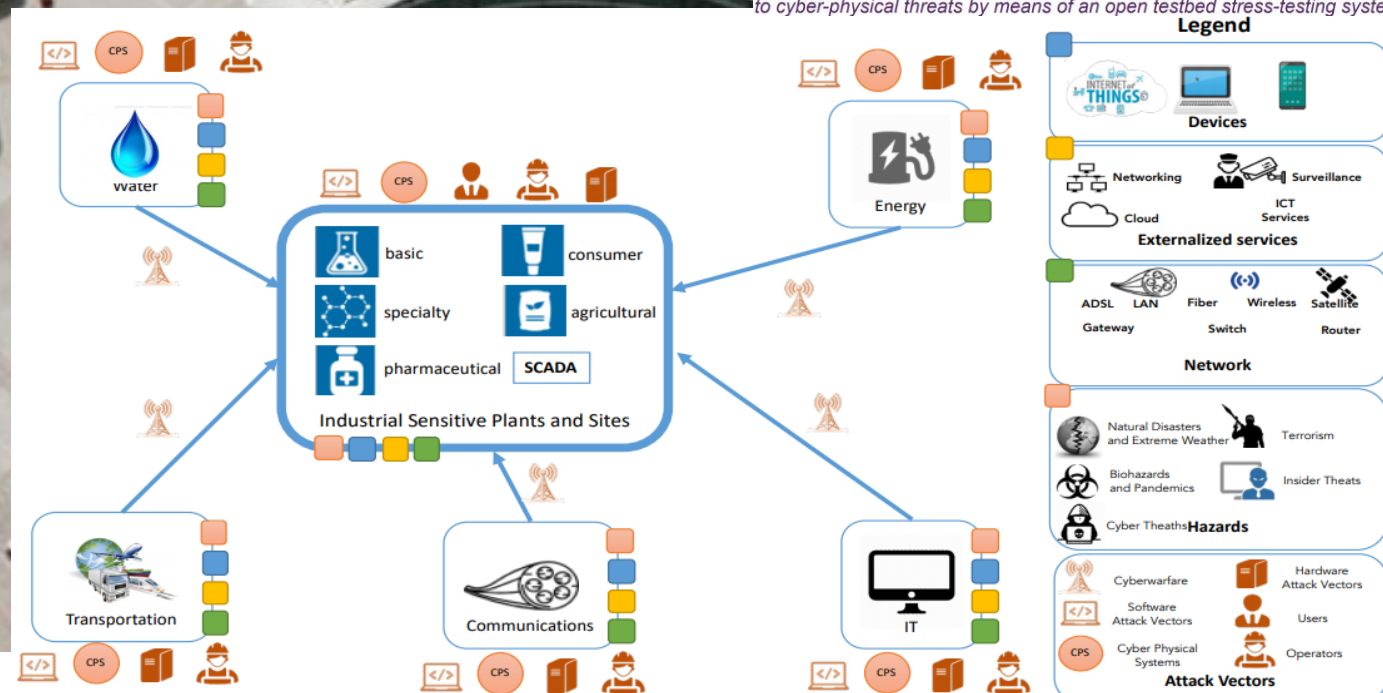 to cyber-physical threats by means of an open testbed stress-testing syste
Legend
</> CPS
Water
</> CPS
Energy
</> CPS
basic
consumer
specialty
agricultural
pharmaceutical
SCADA
Industrial Sensitive Plants and Sites
Transportation
</> CPS
Communications
</> CPS
IT
</> CPS
INTERNET of
THINGS
Devices
Networking
Surveillance
Cloud
ICT
Services
Externalized services
ADSL LAN Fiber Wireless Satellite
Gateway Switch Router
Network
Natural Disasters
and Extreme Weather
Terrorism
Biohazards
and Pandemics
Insider Theats
Cyber Theaths Hazards
Cyberwarfare
Hardware
Attack Vectors
</>
Software
Attack Vectors
Users
CPS
Cyber Physical
Systems
Operators
Attack Vectors